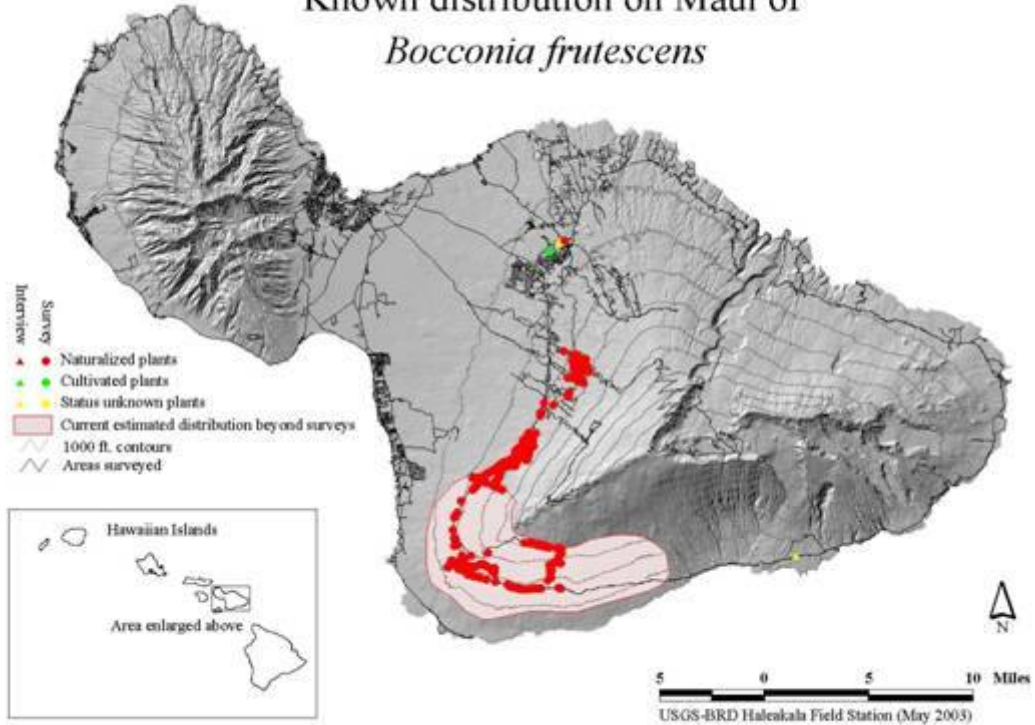 Known distribution on Maui of
Bocconia frutescens
Interview
Survey
Naturalized plants
Cultivated plants
Status unknown plants
Current estimated distribution beyond surveys
1000 ft. contours
Areas surveyed
Hawaiian Islands
Area enlarged above
N
5 0 5 10 Miles
USGS-BRD Haleakala Field Station (May 2003)